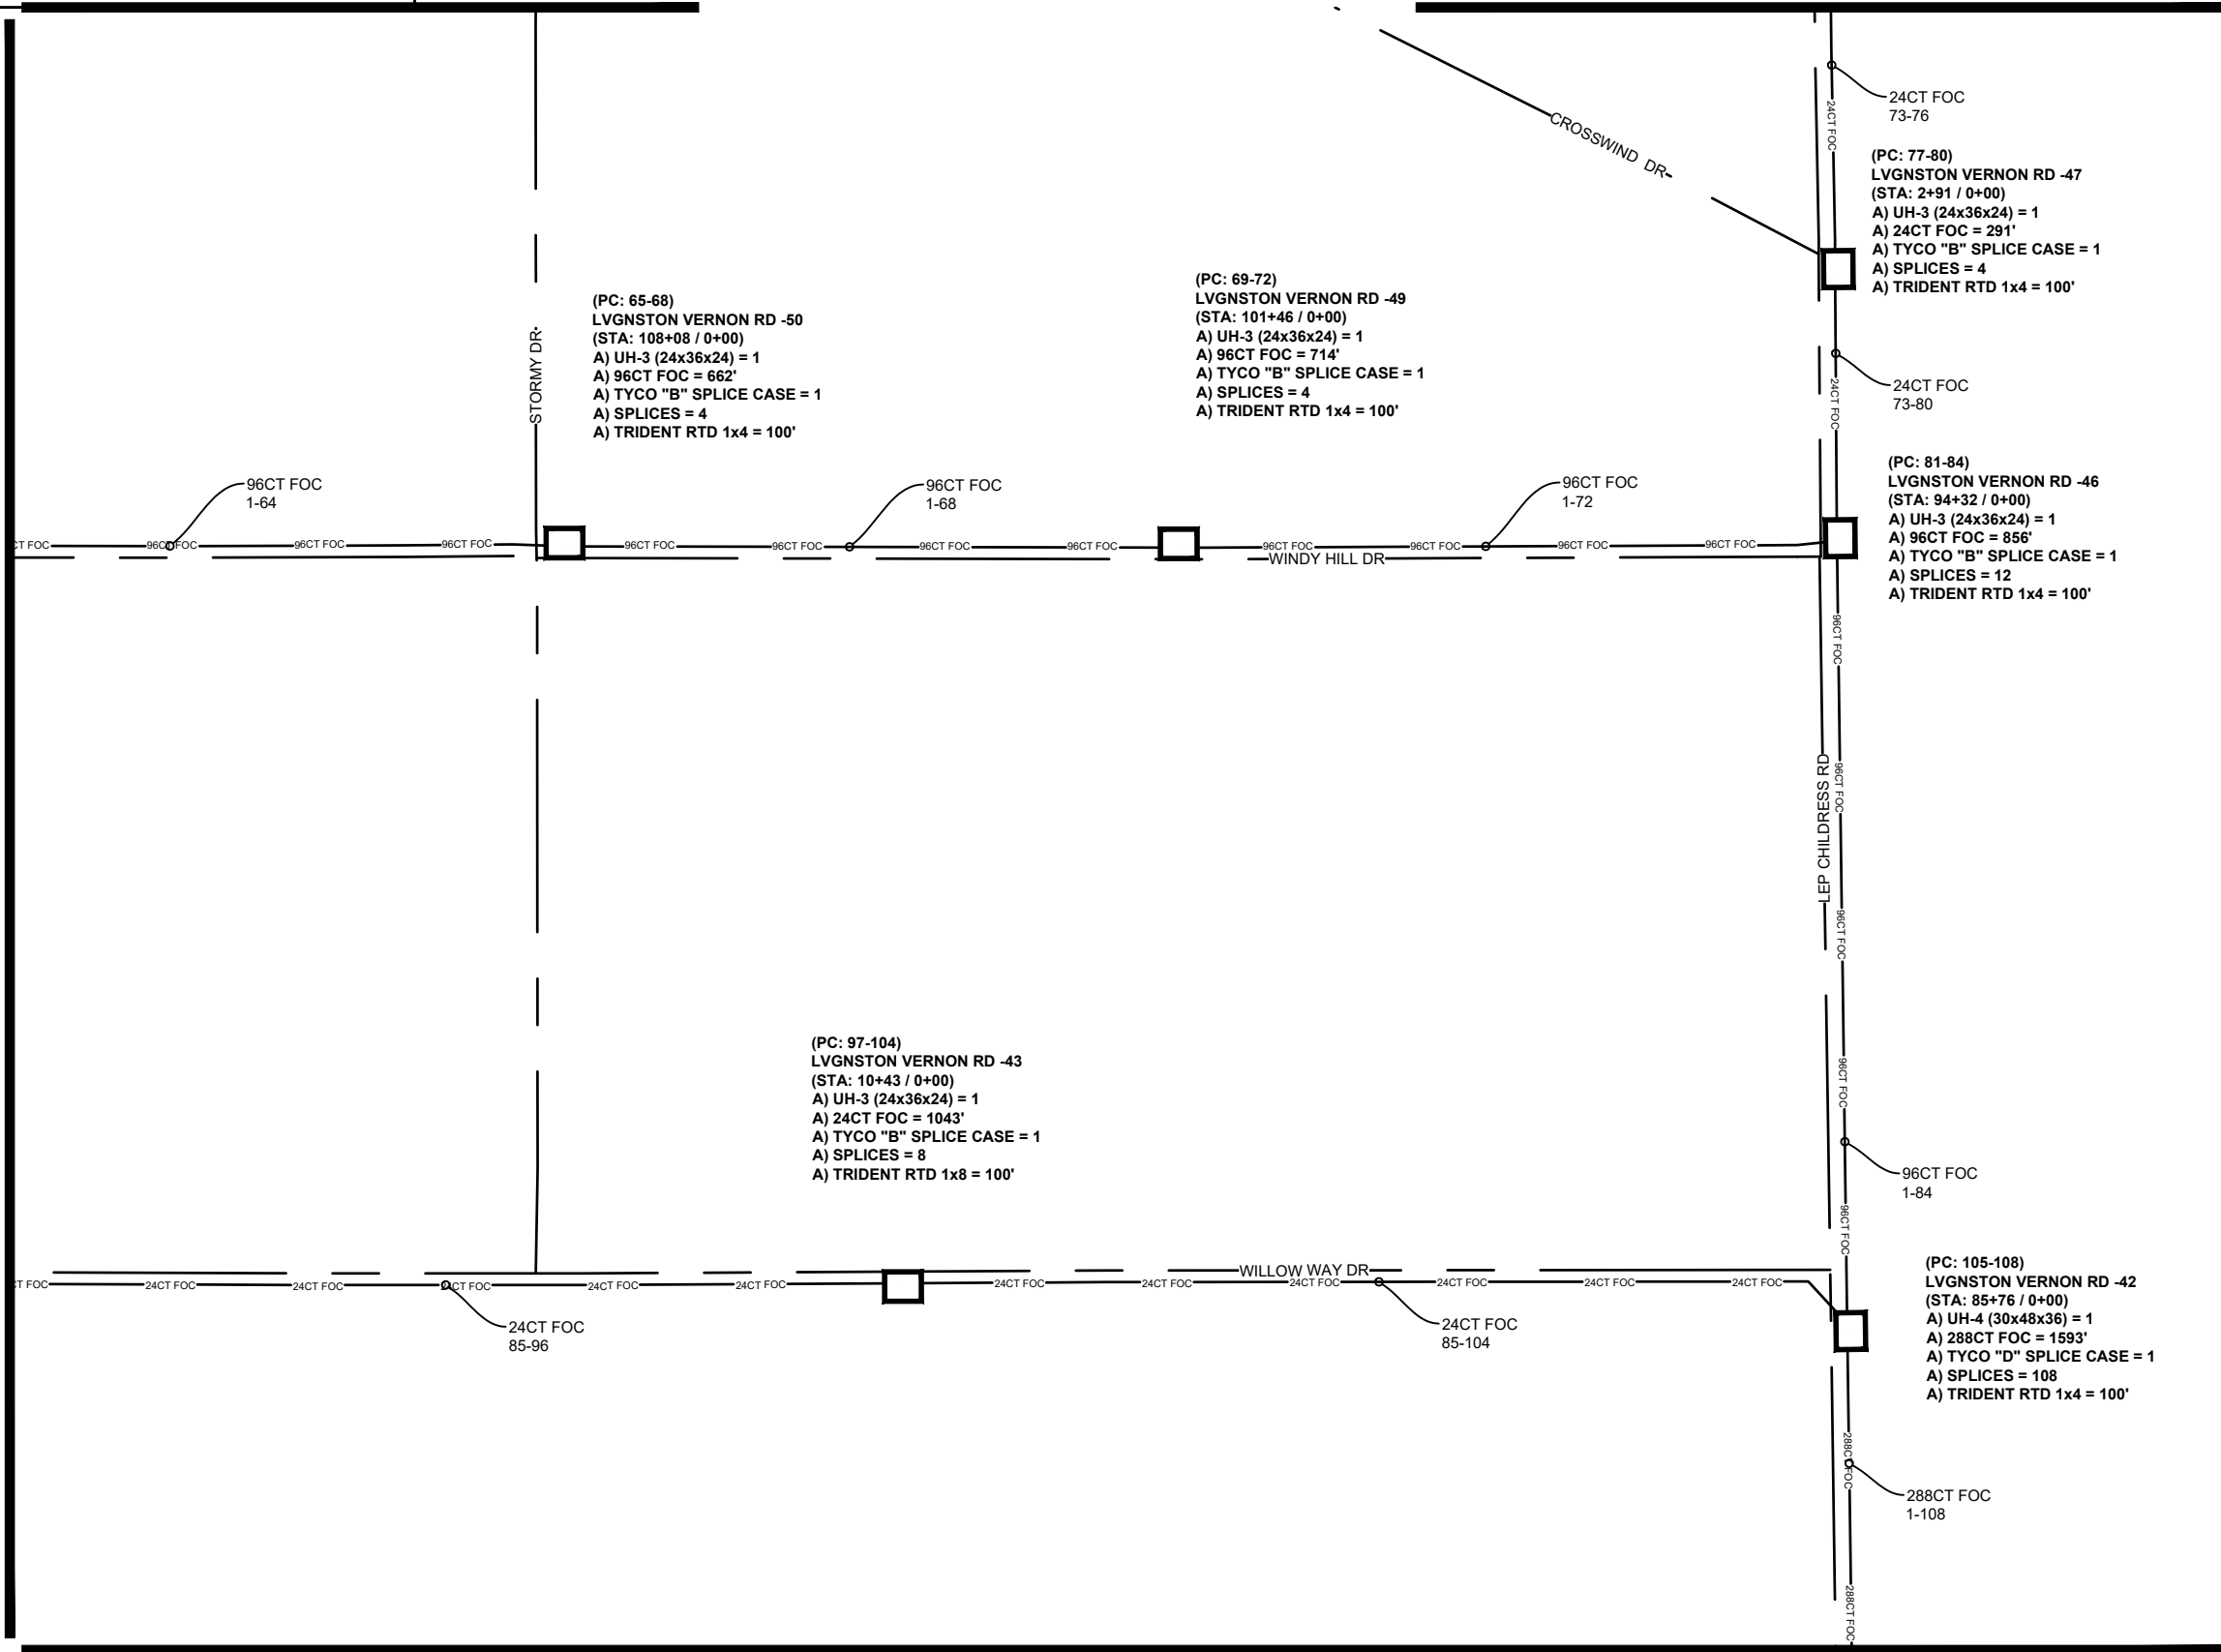 24CT FOC
73-76
24CT FOC
CROSSWIND DR
(PC: 77-80)
LVGNSTON VERNON RD -47
(STA: 2+91 / 0+00)
A) UH-3 (24x36x24) = 1
A) 24CT FOC = 291'
A) TYCO "B" SPLICE CASE = 1
A) SPLICES = 4
A) TRIDENT RTD 1x4 = 100'
(PC: 69-72)
LVGNSTON VERNON RD -49
(STA: 101+46 / 0+00)
A) UH-3 (24x36x24) = 1
A) 96CT FOC = 714'
A) TYCO "B" SPLICE CASE = 1
A) SPLICES = 4
A) TRIDENT RTD 1x4 = 100'
(PC: 65-68)
LVGNSTON VERNON RD -50
(STA: 108+08 / 0+00)
A) UH-3 (24x36x24) = 1
A) 96CT FOC = 662'
A) TYCO "B" SPLICE CASE = 1
A) SPLICES = 4
A) TRIDENT RTD 1x4 = 100'
STORMY DR
24CT FOC
73-80
24CT FOC
(PC: 81-84)
LVGNSTON VERNON RD -46
(STA: 94+32 / 0+00)
A) UH-3 (24x36x24) = 1
A) 96CT FOC = 856'
A) TYCO "B" SPLICE CASE = 1
A) SPLICES = 12
A) TRIDENT RTD 1x4 = 100'
96CT FOC
1-64
96CT FOC
1-68
96CT FOC
1-72
CT FOC 96CT FOC 96CT FOC 96CT FOC 96CT FOC 96CT FOC 96CT FOC 96CT FOC 96CT FOC 96CT FOC 96CT FOC 96CT FOC
WINDY HILL DR
96CT FOC
96CT FOC
LEEP CHILDRESS RD
96CT FOC
96CT FOC
96CT FOC
(PC: 97-104)
LVGNSTON VERNON RD -43
(STA: 10+43 / 0+00)
A) UH-3 (24x36x24) = 1
A) 24CT FOC = 1043'
A) TYCO "B" SPLICE CASE = 1
A) SPLICES = 8
A) TRIDENT RTD 1x8 = 100'
96CT FOC
1-84
WILLOW WAY DR
CT FOC 24CT FOC 24CT FOC 24CT FOC 24CT FOC 24CT FOC 24CT FOC 24CT FOC 24CT FOC 24CT FOC 24CT FOC 24CT FOC
24CT FOC
85-96
24CT FOC
85-104
(PC: 105-108)
LVGNSTON VERNON RD -42
(STA: 85+76 / 0+00)
A) UH-4 (30x48x36) = 1
A) 288CT FOC = 1593'
A) TYCO "D" SPLICE CASE = 1
A) SPLICES = 108
A) TRIDENT RTD 1x4 = 100'
288CT FOC
288CT FOC
1-108
288CT FOC